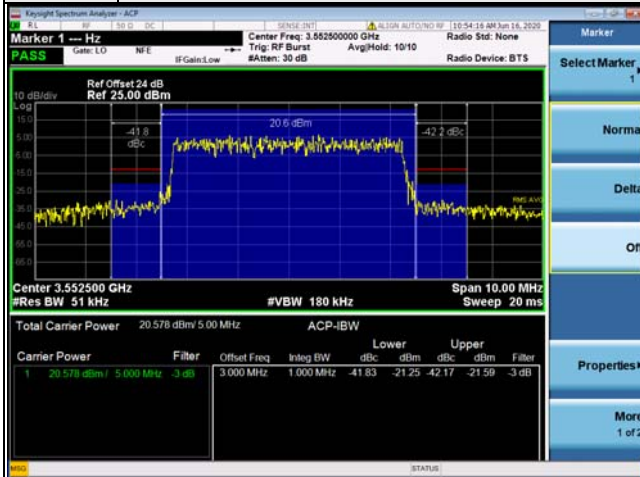 Keysight Spectrum Analyzer - ACP
RL RF 50 Ω DC SENSE:INT ALIGN AUTO/NO RF 10:54:16 AM Jun 16, 2020
Marker 1 --- Hz
Center Freq: 3.552500000 GHz
Radio Std: None
PASS
Gate: LO NFE
Trig: RF Burst
Avg|Hold: 10/10
IFGain:Low
#Atten: 30 dB
Radio Device: BTS
Ref Offset 24 dB
10 dB/div Ref 25.00 dBm
Log
15.0
5.00
-5.00
-15.0
-25.0
-35.0
-45.0
-55.0
-65.0
-41.8 dBc
20.6 dBm
-42.2 dBc
RMS AVG
Center 3.552500 GHz
Span 10.00 MHz
#Res BW 51 kHz
#VBW 180 kHz
Sweep 20 ms
Total Carrier Power 20.578 dBm/ 5.00 MHz
ACP-IBW
Lower Upper
Carrier Power Filter
Offset Freq Integ BW dBc dBm dBc dBm Filter
1 20.578 dBm / 5.000 MHz -3 dB
3.000 MHz 1.000 MHz -41.83 -21.25 -42.17 -21.59 -3 dB
MSG
STATUS
Marker
Select Marker
1
Norma
Delta
Of
Properties
More
1 of 2